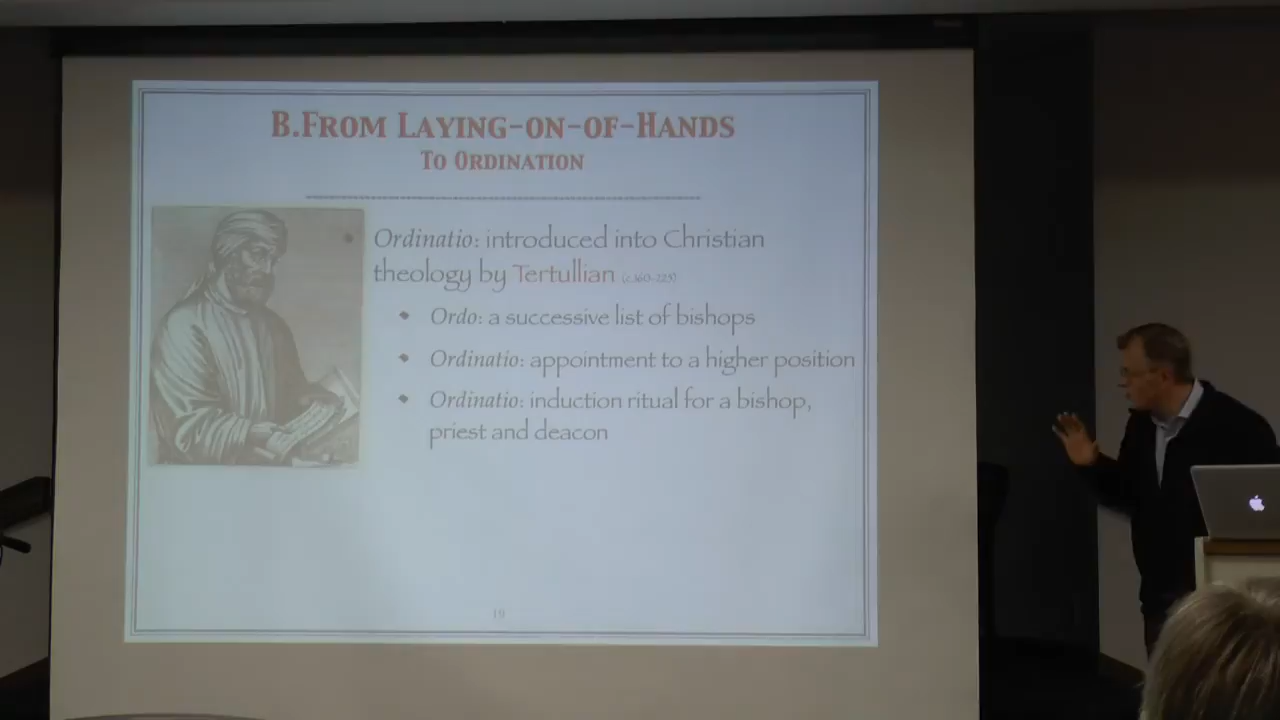 B.From Laying-on-of-Hands
To Ordination
• Ordinatio: introduced into Christian
theology by Tertullian
• Ordo: a successive list of bishops
• Ordinatio: appointment to a higher position
• Ordinatio: induction ritual for a bishop,
priest and deacon
19